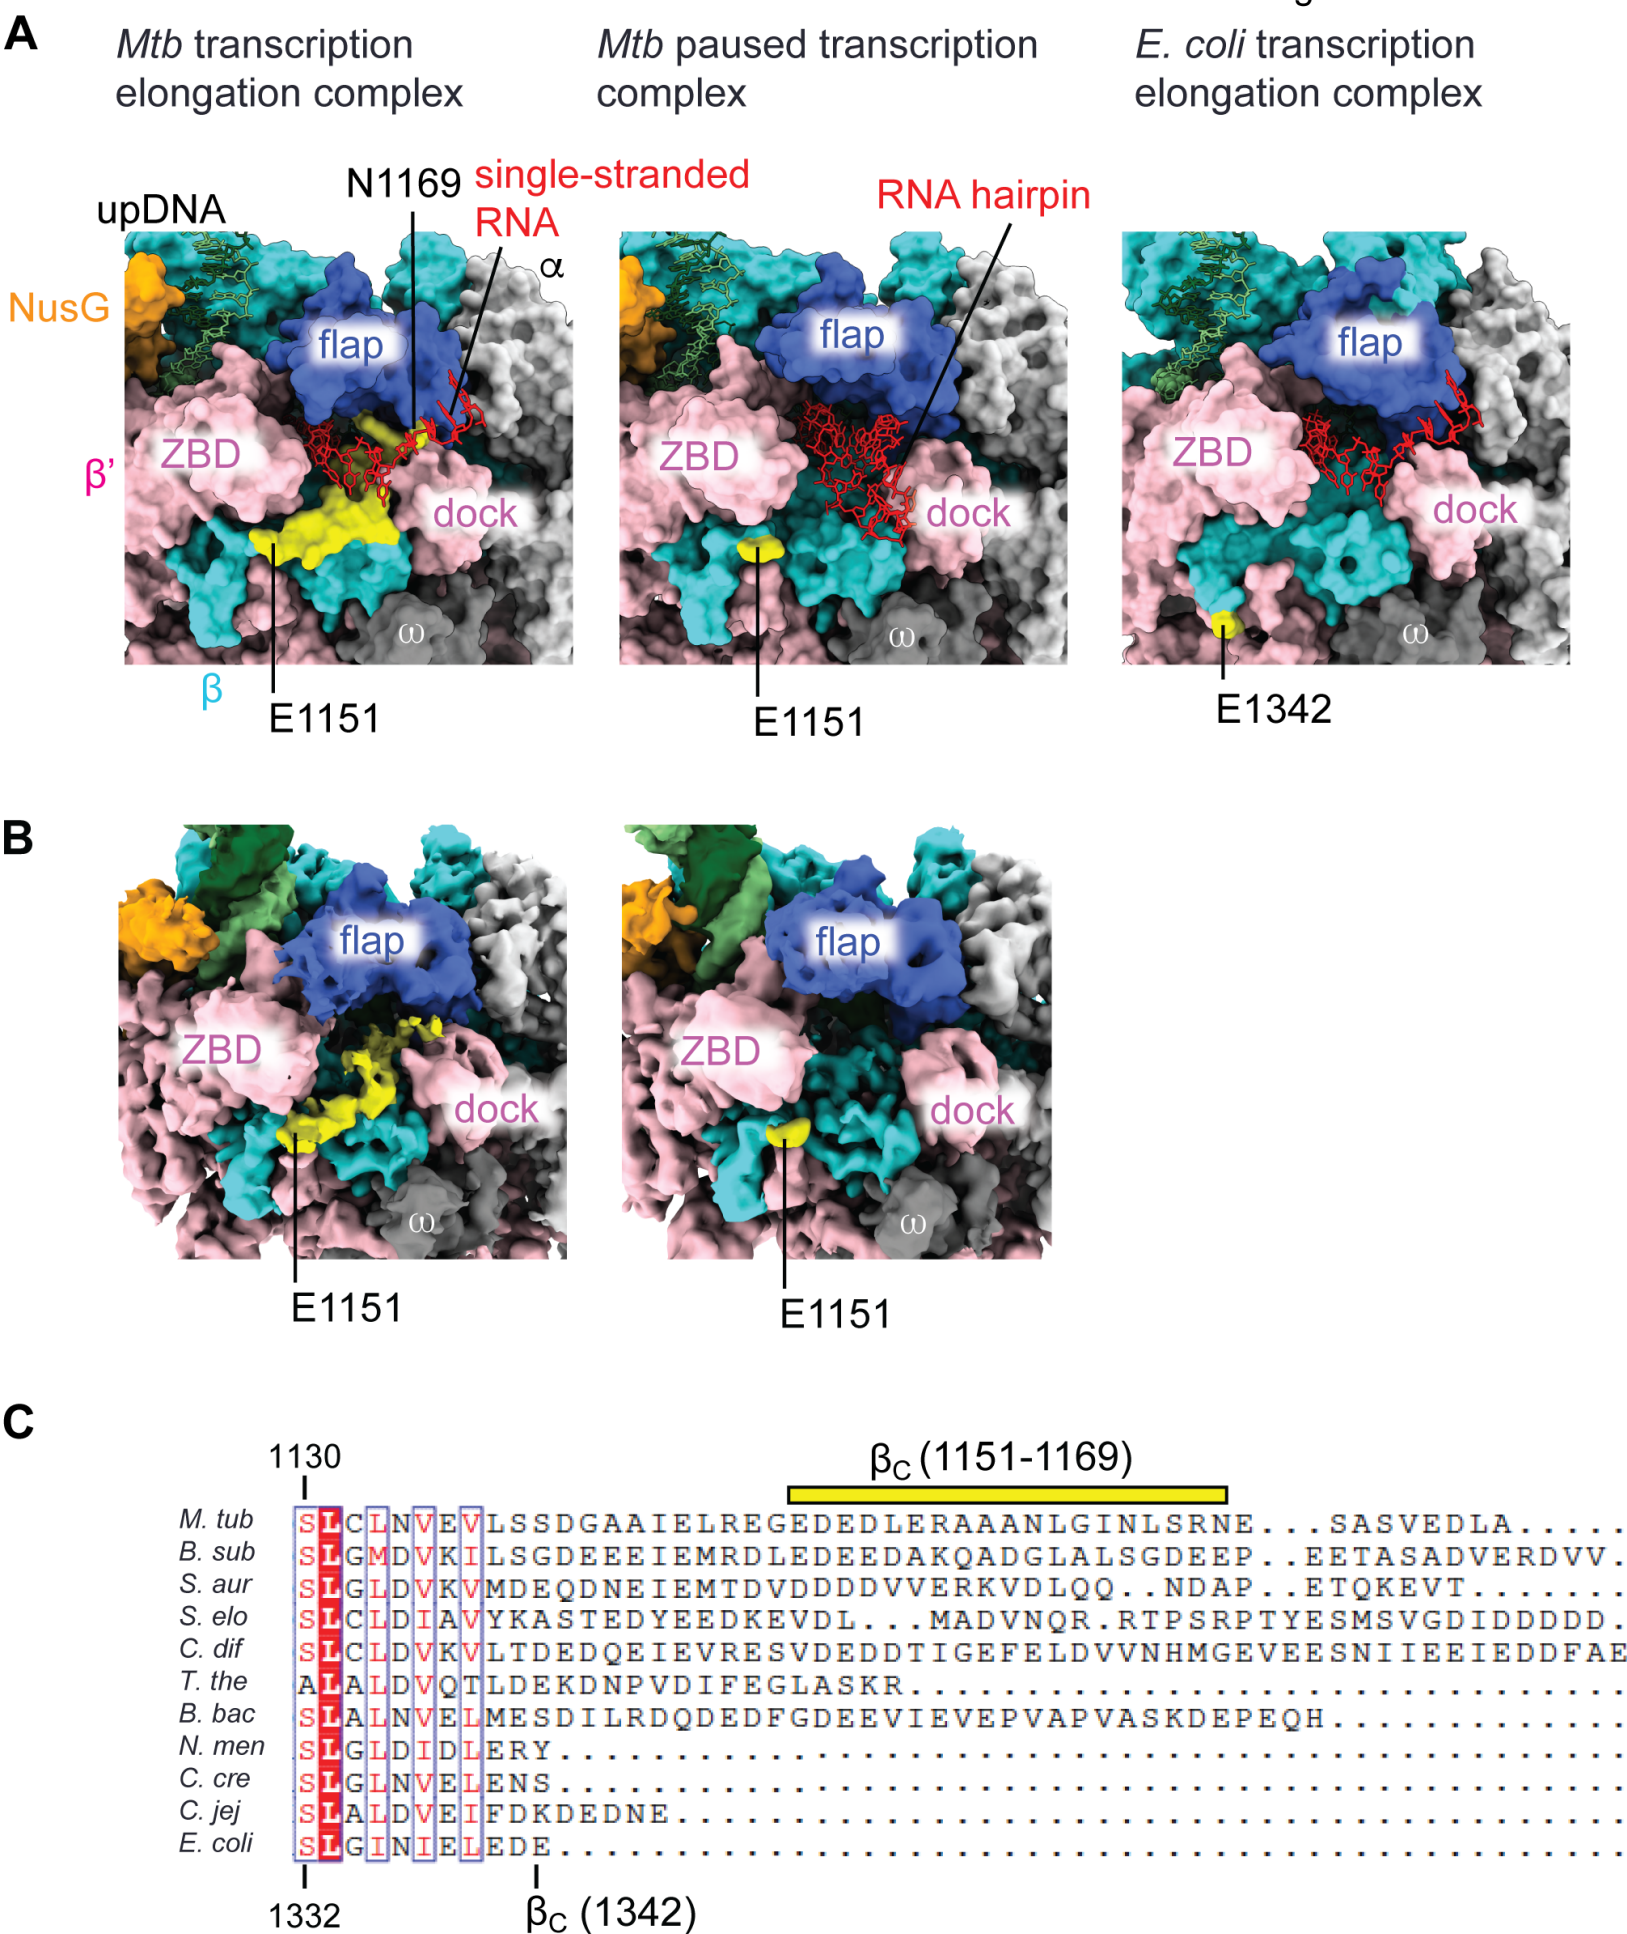 A
Mtb transcription
elongation complex
Mtb paused transcription
complex
E. coli transcription
elongation complex
upDNA
N1169
single-stranded
RNA
α
RNA hairpin
NusG
flap
flap
flap
ZBD
ZBD
ZBD
β’
dock
dock
dock
ω
ω
ω
β
E1151
E1151
E1342
B
flap
flap
ZBD
ZBD
dock
dock
ω
ω
E1151
E1151
C
1130
βC (1151-1169)
M. tub SLCLNVEVLSSDGAAIELREGEDEDLERAAANLGINLSRNE...SASVEDLA.....
B. sub SLGMDVKILSGDEEEIEMRDLEDEEDAKQADGLALSGDEEP..EETASADVERDVV.
S. aur SLGLDVKVMDEQDNEIEMTDVDDDDVVERKVDLQQ..NDAP..ETQKEVT.......
S. elo SLCLDIAVYKASTEDYEEDKEVDL...MADVNQR.RTPSRPTYESMSVGDIDDDDD.
C. dif SLCLDVKVLTDEDQEIEVRESVDEDDTIGEFELDVVNHMGEVEESNIIEEIEDDFAE
T. the ALALDVQTLDEKDNPVDIFEGLASKR...............................
B. bac SLALNVELMESDILRDQDEDFGDEEVIEVEPVAPVASKDEPEQH.............
N. men SLGLDIDLERY..............................................
C. cre SLGLNVELENS..............................................
C. jej SLALDVEIFDKDEDNE.........................................
E. coli SLGINIELEDE..............................................
1332
βC (1342)